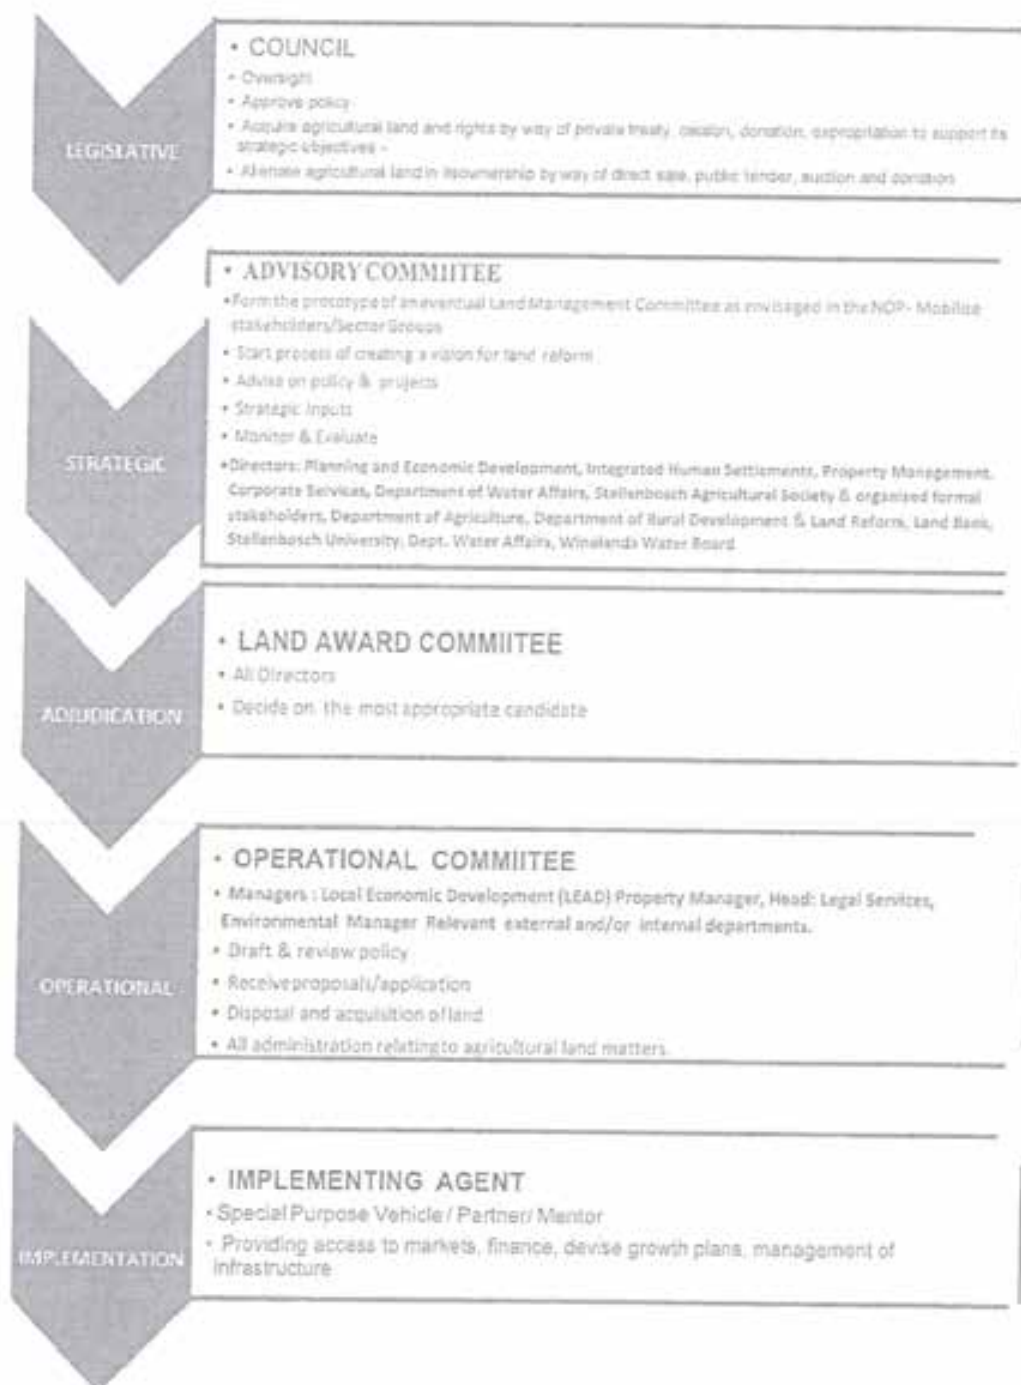 LEGISLATIVE
• COUNCIL
• Oversight
• Approve policy
• Acquire agricultural land and rights by way of private treaty, cession, donation, expropriation to support its
strategic objectives -
• Alienate agricultural land in itsownership by way of direct sale, public tender, auction and donation
STRATEGIC
• ADVISORY COMMIITEE
•Form the prototype of an eventual Land Management Committee as envisaged in the NDP- Mobilise
stakeholders/Sector Groups
• Start process of creating a vision for land reform
• Advise on policy & projects
• Strategic Inputs
• Monitor & Evaluate
•Directors: Planning and Economic Development, Integrated Human Settlements, Property Management,
Corporate Services, Department of Water Affairs, Stellenbosch Agricultural Society & organised formal
stakeholders, Department of Agriculture, Department of Rural Development & Land Reform, Land Bank,
Stellenbosch University, Dept. Water Affairs, Winelands Water Board
ADJUDICATION
• LAND AWARD COMMIITEE
• All Directors
• Decide on the most appropriate candidate
OPERATIONAL
• OPERATIONAL COMMIITEE
• Managers : Local Economic Development (LEAD) Property Manager, Head: Legal Services,
Environmental Manager Relevant external and/or internal departments.
• Draft & review policy
• Receive proposals/application
• Disposal and acquisition of land
• All administration relating to agricultural land matters.
IMPLEMENTATION
• IMPLEMENTING AGENT
• Special Purpose Vehicle / Partner/ Mentor
• Providing access to markets, finance, devise growth plans, management of
infrastructure